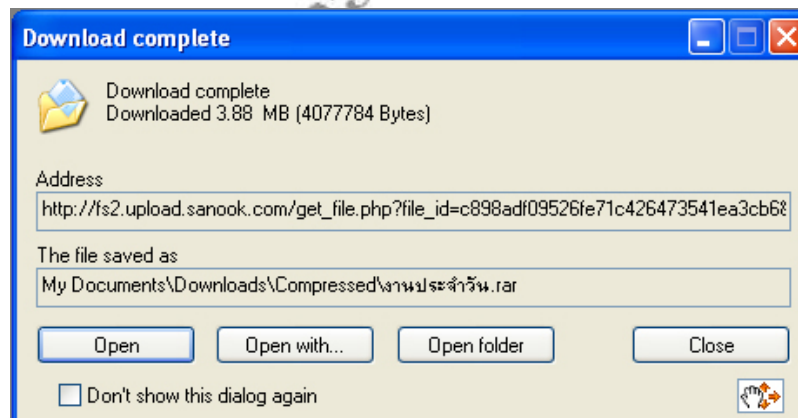 Download complete
Download complete
Downloaded 3.88 MB (4077784 Bytes)
Address
http://fs2.upload.sanook.com/get_file.php?file_id=c898adf09526fe71c426473541ea3cb68
The file saved as
My Documents\Downloads\Compressed\งานประจำวัน.rar
Open Open with... Open folder Close
Don't show this dialog again